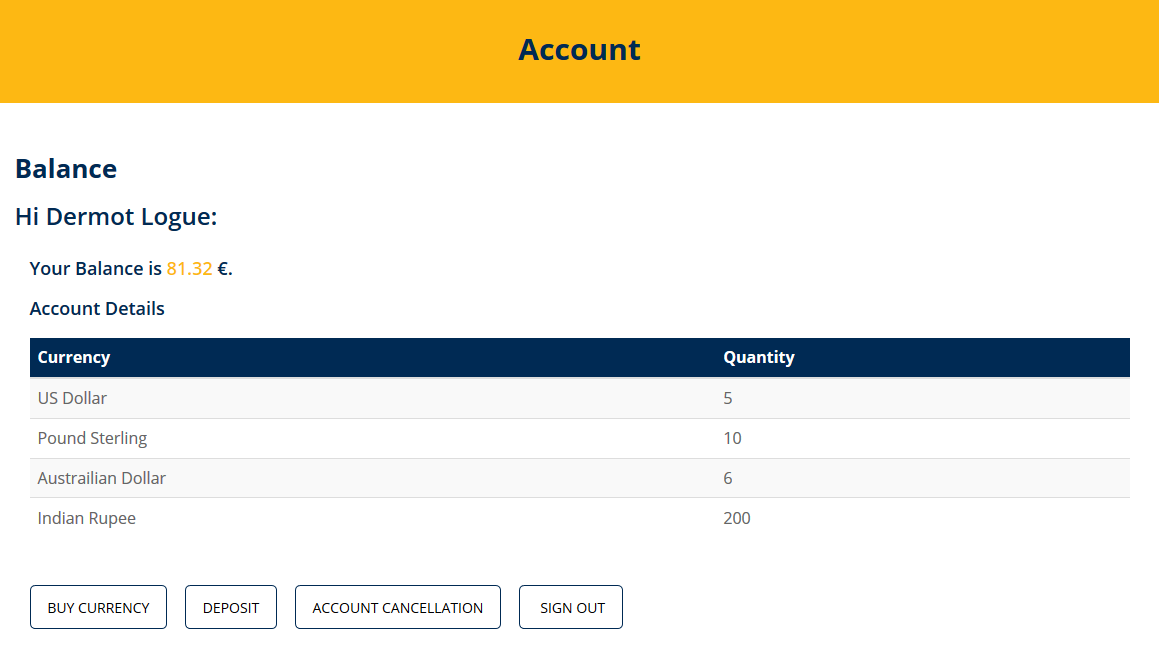 Account
Balance
Hi Dermot Logue:
Your Balance is 81.32 €.
Account Details
Currency Quantity
US Dollar 5
Pound Sterling 10
Austrailian Dollar 6
Indian Rupee 200
BUY CURRENCY DEPOSIT ACCOUNT CANCELLATION SIGN OUT